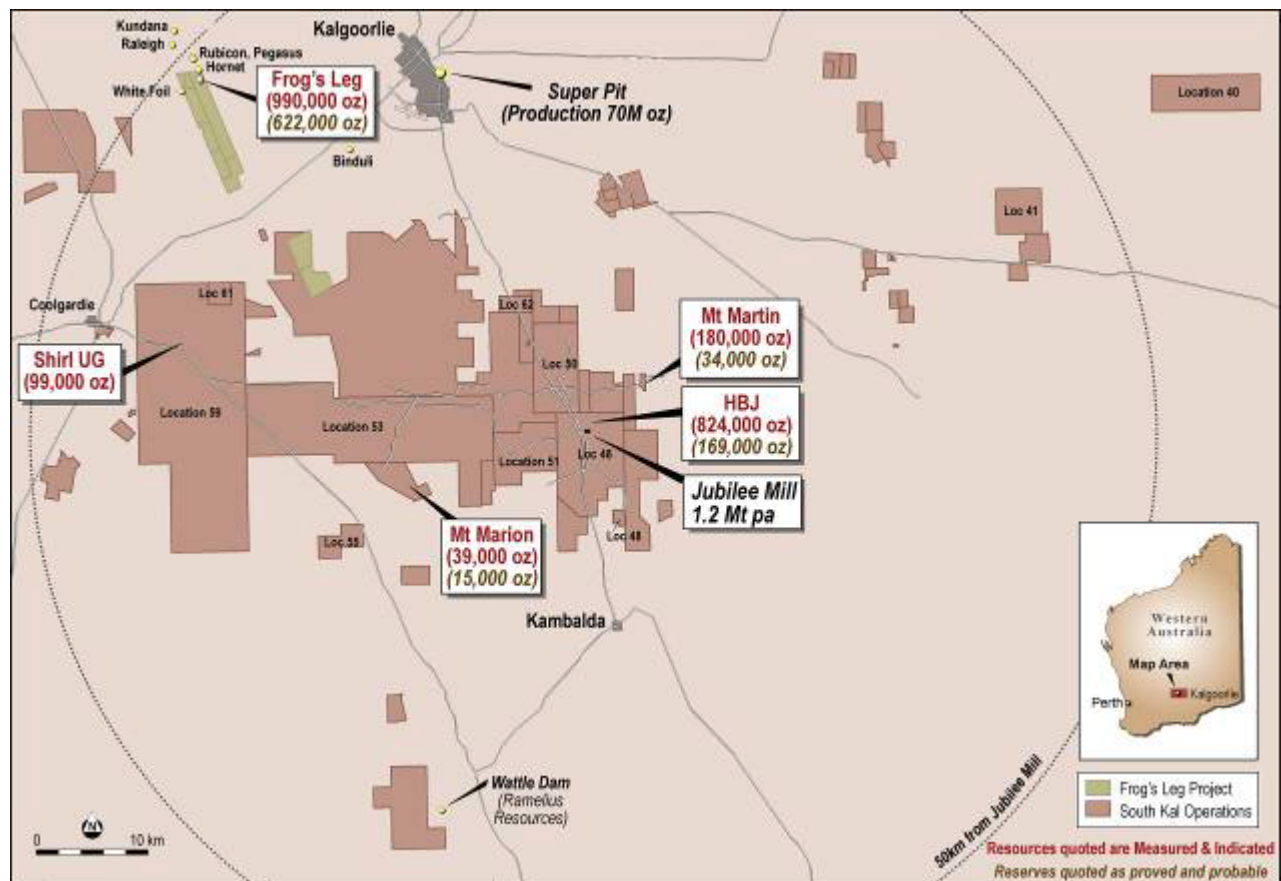 Kundana
Raleigh
Rubicon, Pegasus
Hornet
White Foil
Frog's Leg
(990,000 oz)
(622,000 oz)
Kalgoorlie
Super Pit
(Production 70M oz)
Binduli
Location 40
Loc 41
Coolgardie
Loc 61
Loc 62
Shirl UG
(99,000 oz)
Mt Martin
(180,000 oz)
(34,000 oz)
Loc 50
HBJ
(824,000 oz)
(169,000 oz)
Location 59
Location 53
Location 51
Loc 48
Jubilee Mill
1.2 Mt pa
Mt Marion
(39,000 oz)
(15,000 oz)
Loc 55
Loc 48
Kambalda
Western
Australia
Map Area
Kalgoorlie
Perth
Wattle Dam
(Ramelius
Resources)
50km from Jubilee Mill
Frog's Leg Project
South Kal Operations
N
0 10 km
Resources quoted are Measured & Indicated
Reserves quoted as proved and probable